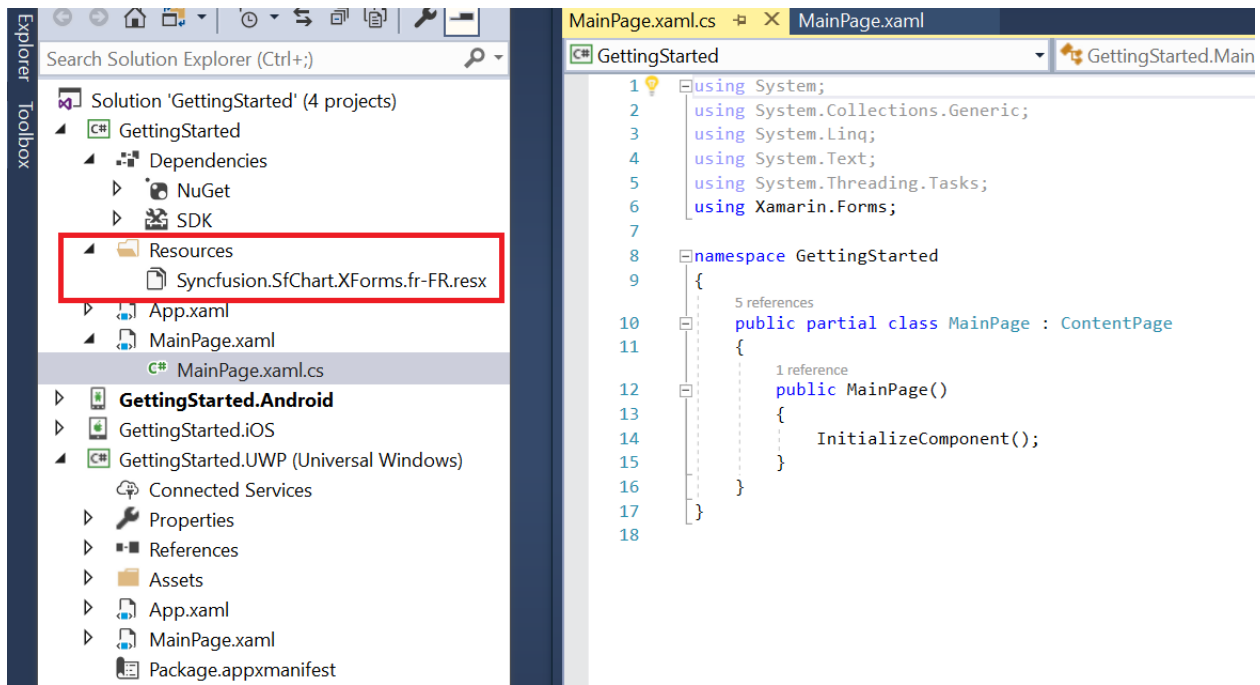 Explorer
Toolbox
Search Solution Explorer (Ctrl+;)
Solution 'GettingStarted' (4 projects)
C# GettingStarted
Dependencies
NuGet
SDK
Resources
Syncfusion.SfChart.XForms.fr-FR.resx
App.xaml
MainPage.xaml
C# MainPage.xaml.cs
GettingStarted.Android
GettingStarted.iOS
C# GettingStarted.UWP (Universal Windows)
Connected Services
Properties
References
Assets
App.xaml
MainPage.xaml
Package.appxmanifest
MainPage.xaml.cs MainPage.xaml
C# GettingStarted GettingStarted.Main
1 using System;
2 using System.Collections.Generic;
3 using System.Linq;
4 using System.Text;
5 using System.Threading.Tasks;
6 using Xamarin.Forms;
7
8 namespace GettingStarted
9 {
5 references
10 public partial class MainPage : ContentPage
11 {
1 reference
12 public MainPage()
13 {
14 InitializeComponent();
15 }
16 }
17 }
18